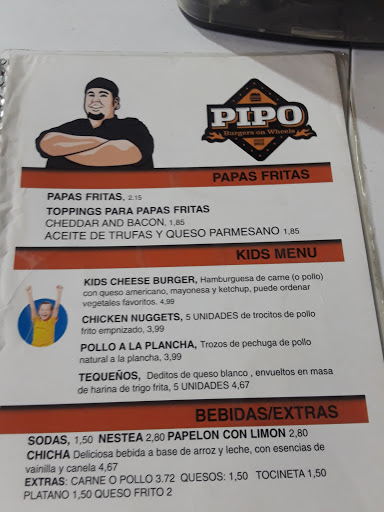 PIPO
Burgers on Wheels
PAPAS FRITAS
PAPAS FRITAS, 2.15
TOPPINGS PARA PAPAS FRITAS
CHEDDAR AND BACON, 1,85
ACEITE DE TRUFAS Y QUESO PARMESANO 1,85
KIDS MENU
KIDS CHEESE BURGER, Hamburguesa de carne (o pollo)
con queso americano, mayonesa y ketchup, puede ordenar
vegetales favoritos. 4,99
CHICKEN NUGGETS, 5 UNIDADES de trocitos de pollo
frito empnizado, 3,99
POLLO A LA PLANCHA, Trozos de pechuga de pollo
natural a la plancha, 3,99
TEQUEÑOS, Deditos de queso blanco , envueltos en masa
de harina de trigo frita, 5 UNIDADES 4,67
BEBIDAS/EXTRAS
SODAS, 1,50 NESTEA 2,80 PAPELON CON LIMON 2,80
CHICHA Deliciosa bebida a base de arroz y leche, con esencias de
vainilla y canela 4,67
EXTRAS: CARNE O POLLO 3.72 QUESOS: 1,50 TOCINETA 1,50
PLATANO 1,50 QUESO FRITO 2